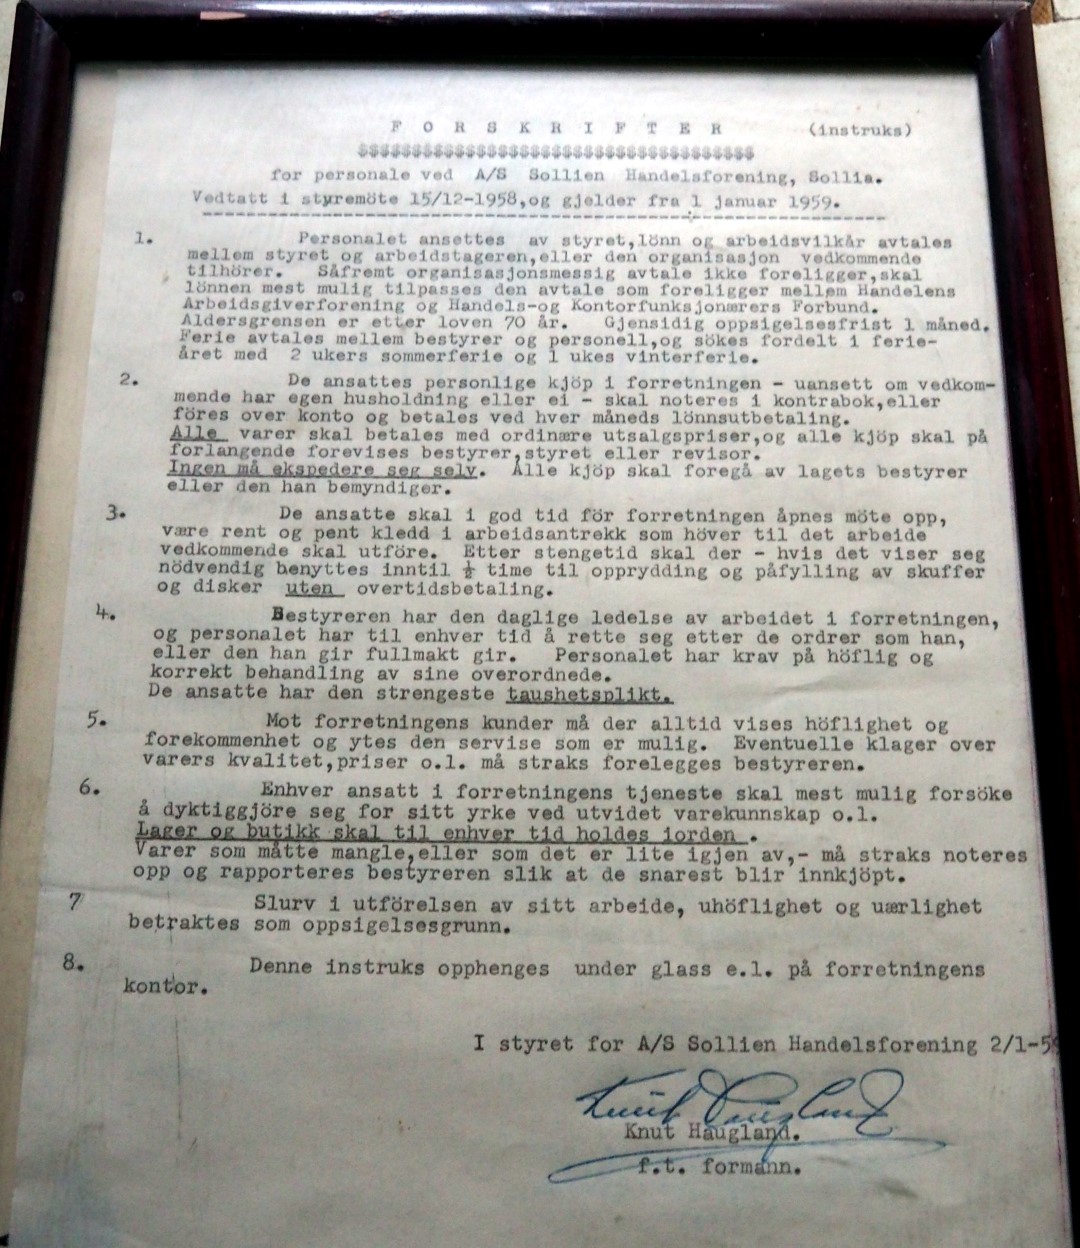 F O R S K R I F T E R (instruks)
$$$$$$$$$$$$$$$$$$$$$$$$$$$$$$$$$$$
for personale ved A/S Sollien Handelsforening, Sollia.
Vedtatt i styremöte 15/12-1958,og gjelder fra 1 januar 1959.
1. Personalet ansettes av styret,lönn og arbeidsvilkår avtales
mellem styret og arbeidstageren,eller den organisasjon vedkommende
tilhörer. Såfremt organisasjonsmessig avtale ikke foreligger,skal
lönnen mest mulig tilpasses den avtale som foreligger mellem Handelens
Arbeidsgiverforening og Handels-og Kontorfunksjonærers Forbund.
Aldersgrensen er etter loven 70 år. Gjensidig oppsigelsesfrist 1 måned.
Ferie avtales mellem bestyrer og personell,og sökes fordelt i ferie-
året med 2 ukers sommerferie og 1 ukes vinterferie.
2. De ansattes personlige kjöp i forretningen - uansett om vedkom-
mende har egen husholdning eller ei - skal noteres i kontrabok,eller
föres over konto og betales ved hver måneds lönnsutbetaling.
Alle varer skal betales med ordinære utsalgspriser,og alle kjöp skal på
forlangende forevises bestyrer,styret eller revisor.
Ingen må ekspedere seg selv. Alle kjöp skal foregå av lagets bestyrer
eller den han bemyndiger.
3. De ansatte skal i god tid för forretningen åpnes möte opp,
være rent og pent kledd i arbeidsantrekk som höver til det arbeide
vedkommende skal utföre. Etter stengetid skal der - hvis det viser seg
nödvendig benyttes inntil ½ time til opprydding og påfylling av skuffer
og disker uten overtidsbetaling.
4. Bestyreren har den daglige ledelse av arbeidet i forretningen,
og personalet har til enhver tid å rette seg etter de ordrer som han,
eller den han gir fullmakt gir. Personalet har krav på höflig og
korrekt behandling av sine overordnede.
De ansatte har den strengeste taushetsplikt.
5. Mot forretningens kunder må der alltid vises höflighet og
forekommenhet og ytes den servise som er mulig. Eventuelle klager over
varers kvalitet,priser o.l. må straks forelegges bestyreren.
6. Enhver ansatt i forretningens tjeneste skal mest mulig forsöke
å dyktiggjöre seg for sitt yrke ved utvidet varekunnskap o.l.
Lager og butikk skal til enhver tid holdes iorden .
Varer som måtte mangle,eller som det er lite igjen av,- må straks noteres
opp og rapporteres bestyreren slik at de snarest blir innkjöpt.
7 Slurv i utförelsen av sitt arbeide, uhöflighet og uærlighet
betraktes som oppsigelsesgrunn.
8. Denne instruks opphenges under glass e.l. på forretningens
kontor.
I styret for A/S Sollien Handelsforening 2/1-59
Knut Haugland
Knut Haugland.
f.t. formann.